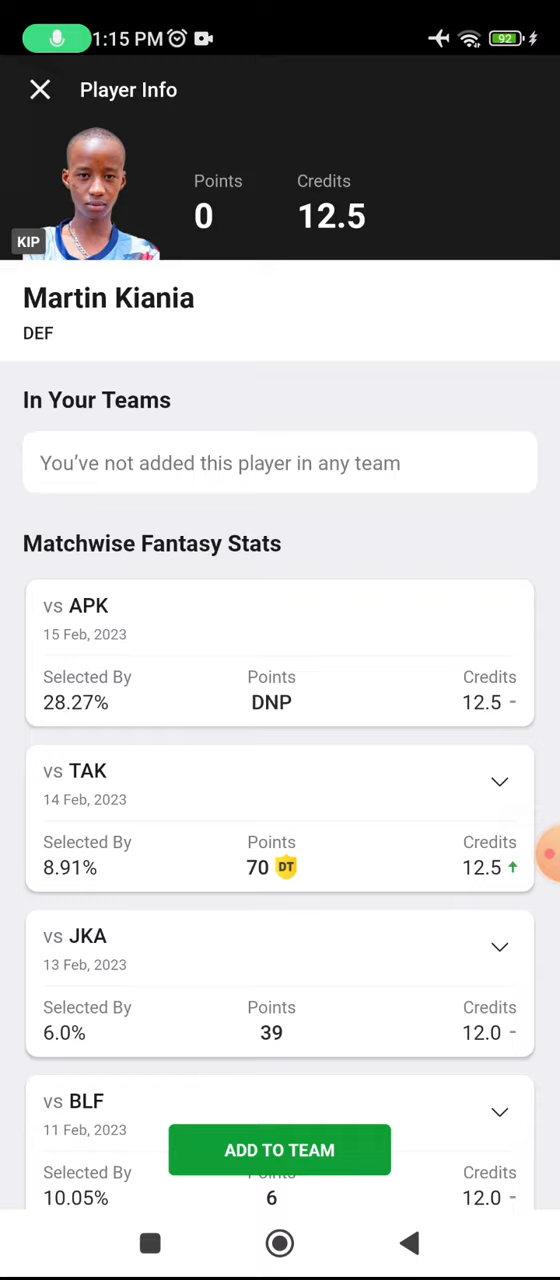 1:15 PM 92
Player Info
Points Credits
0 12.5
KIP
Martin Kiania
DEF
In Your Teams
You’ve not added this player in any team
Matchwise Fantasy Stats
vs APK
15 Feb, 2023
Selected By Points Credits
28.27% DNP 12.5 -
vs TAK
14 Feb, 2023
Selected By Points Credits
8.91% 70 DT 12.5
vs JKA
13 Feb, 2023
Selected By Points Credits
6.0% 39 12.0 -
vs BLF
11 Feb, 2023
ADD TO TEAM
Selected By Points Credits
10.05% 6 12.0 -